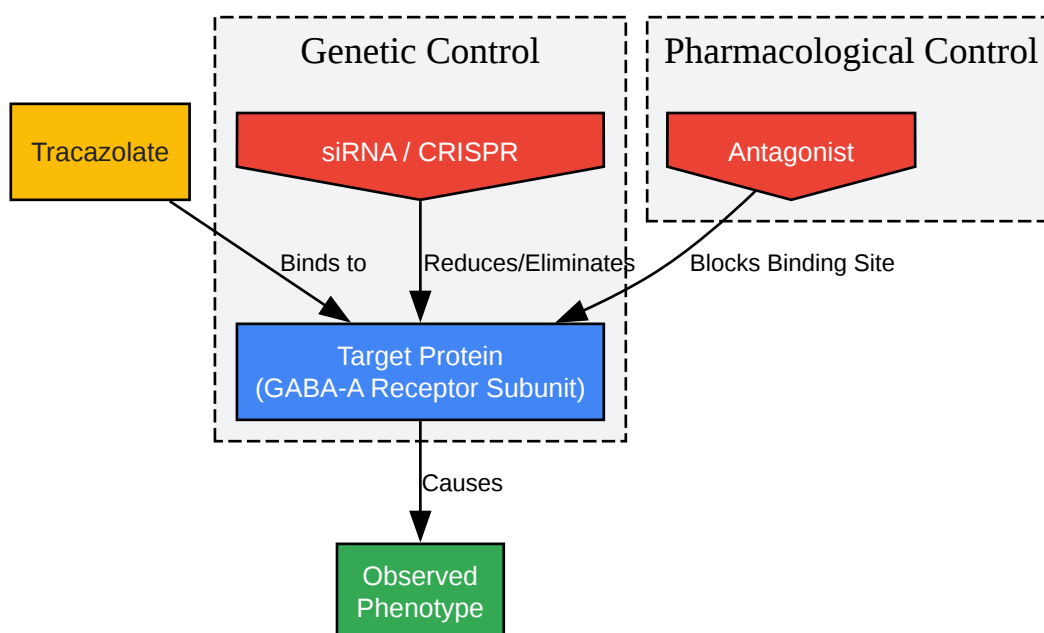 Genetic Control
Pharmacological Control
Tracazolate
siRNA / CRISPR
Antagonist
Binds to
Reduces/Eliminates
Blocks Binding Site
Target Protein
(GABA-A Receptor Subunit)
Causes
Observed
Phenotype